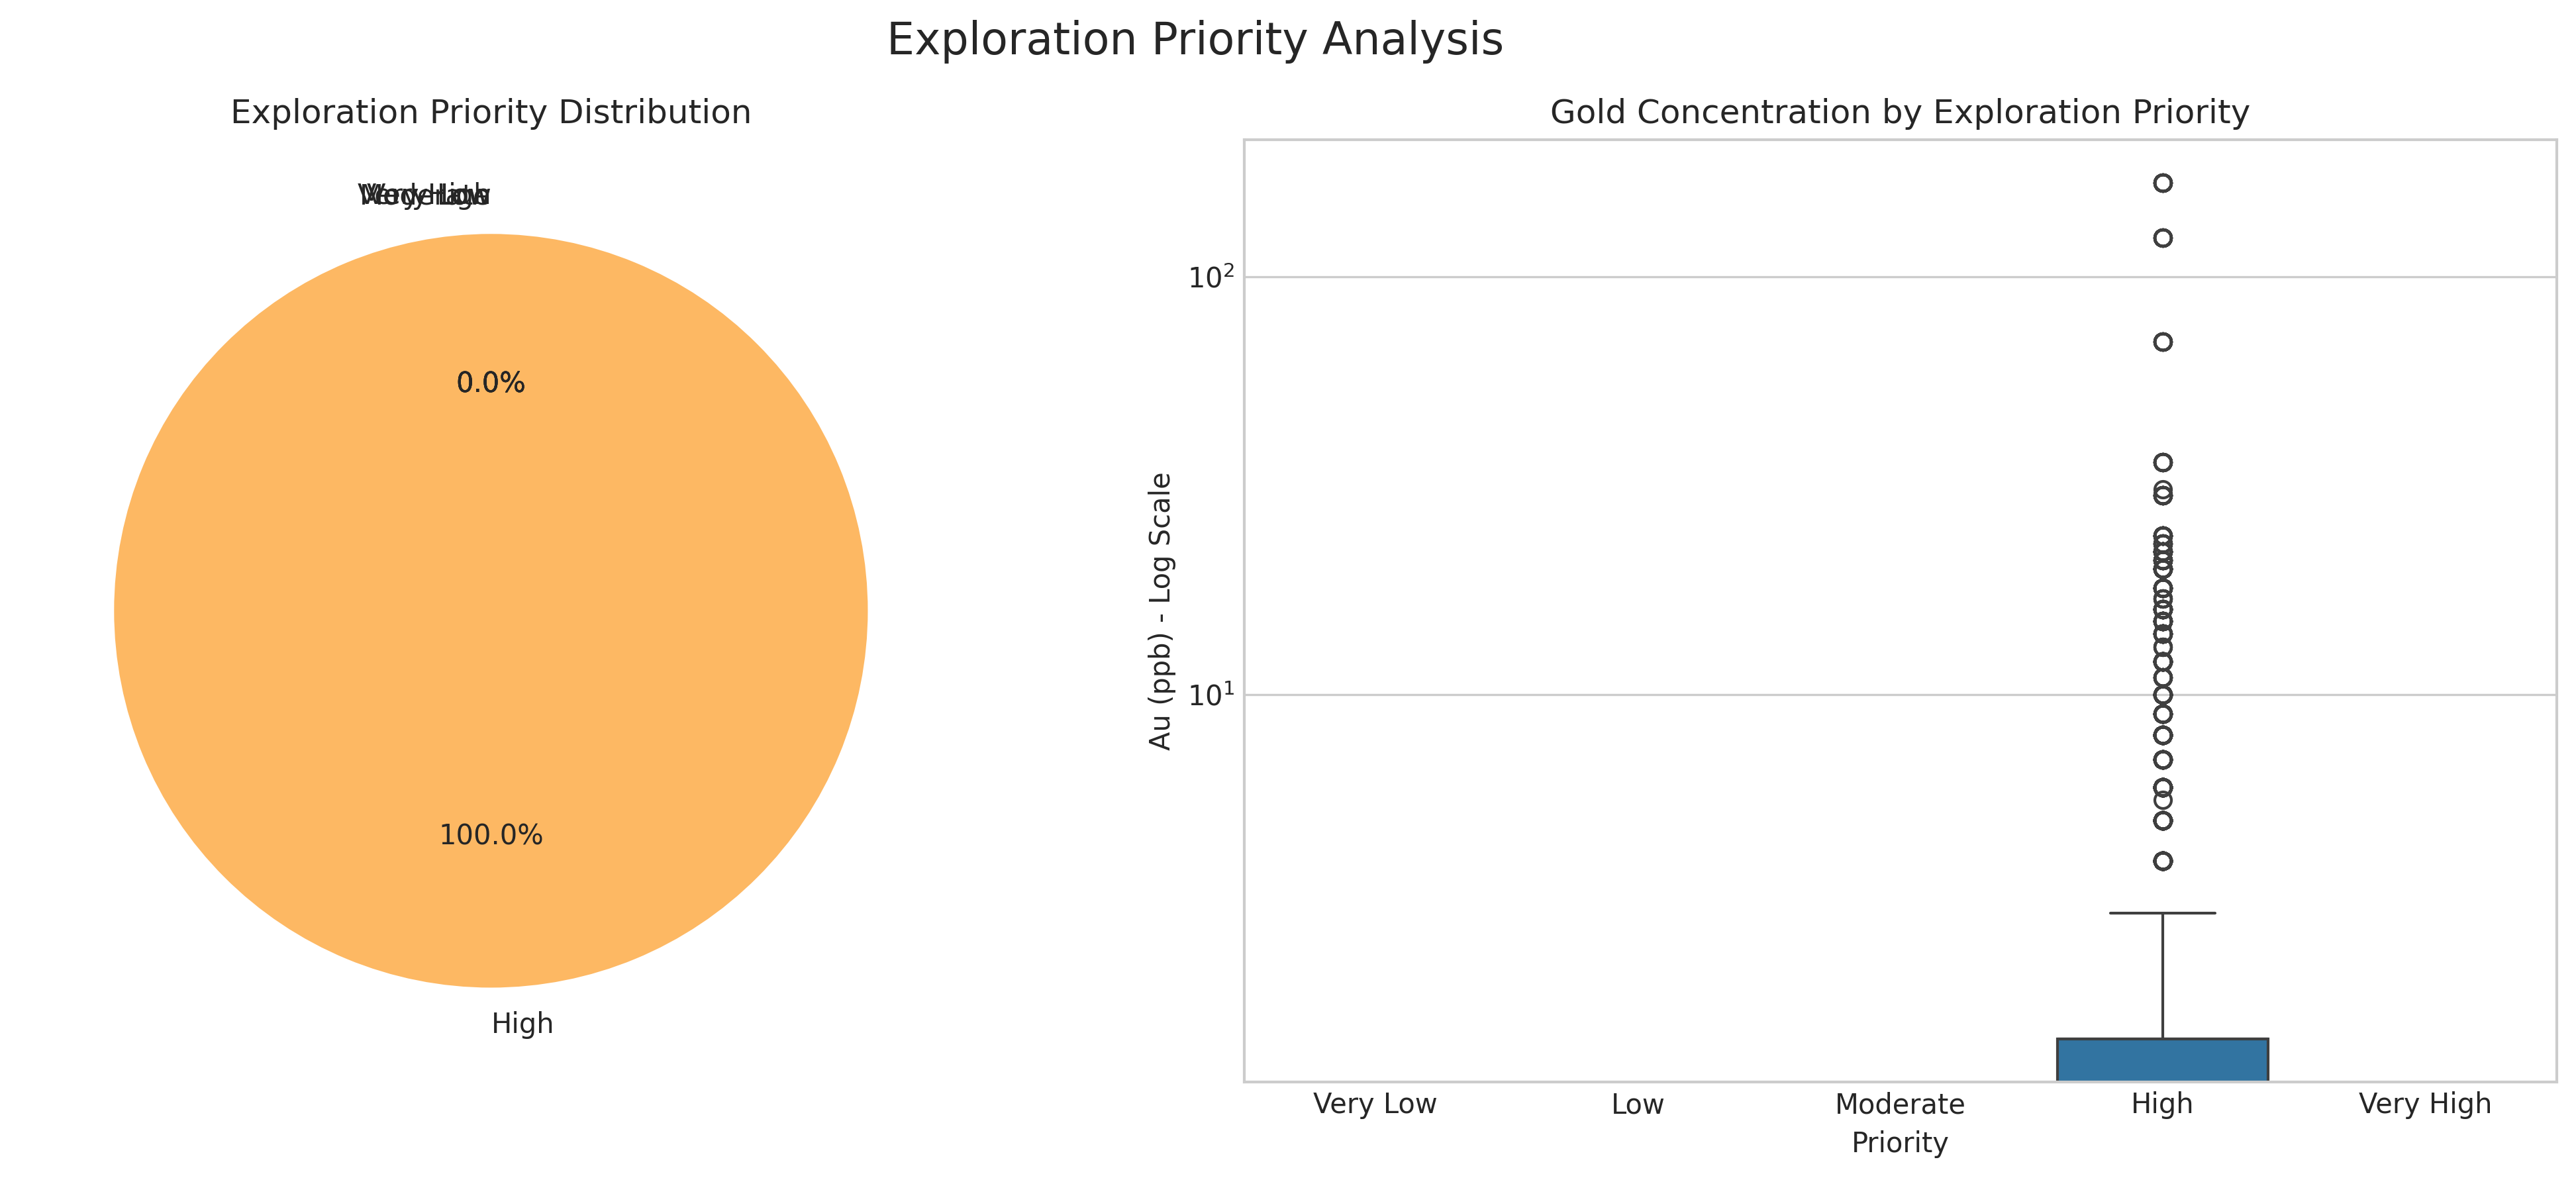 Exploration Priority Analysis
Exploration Priority Distribution
0.0%
100.0%
High
Gold Concentration by Exploration Priority
Au (ppb) - Log Scale
10²
10¹
Very Low
Low
Moderate
High
Very High
Priority